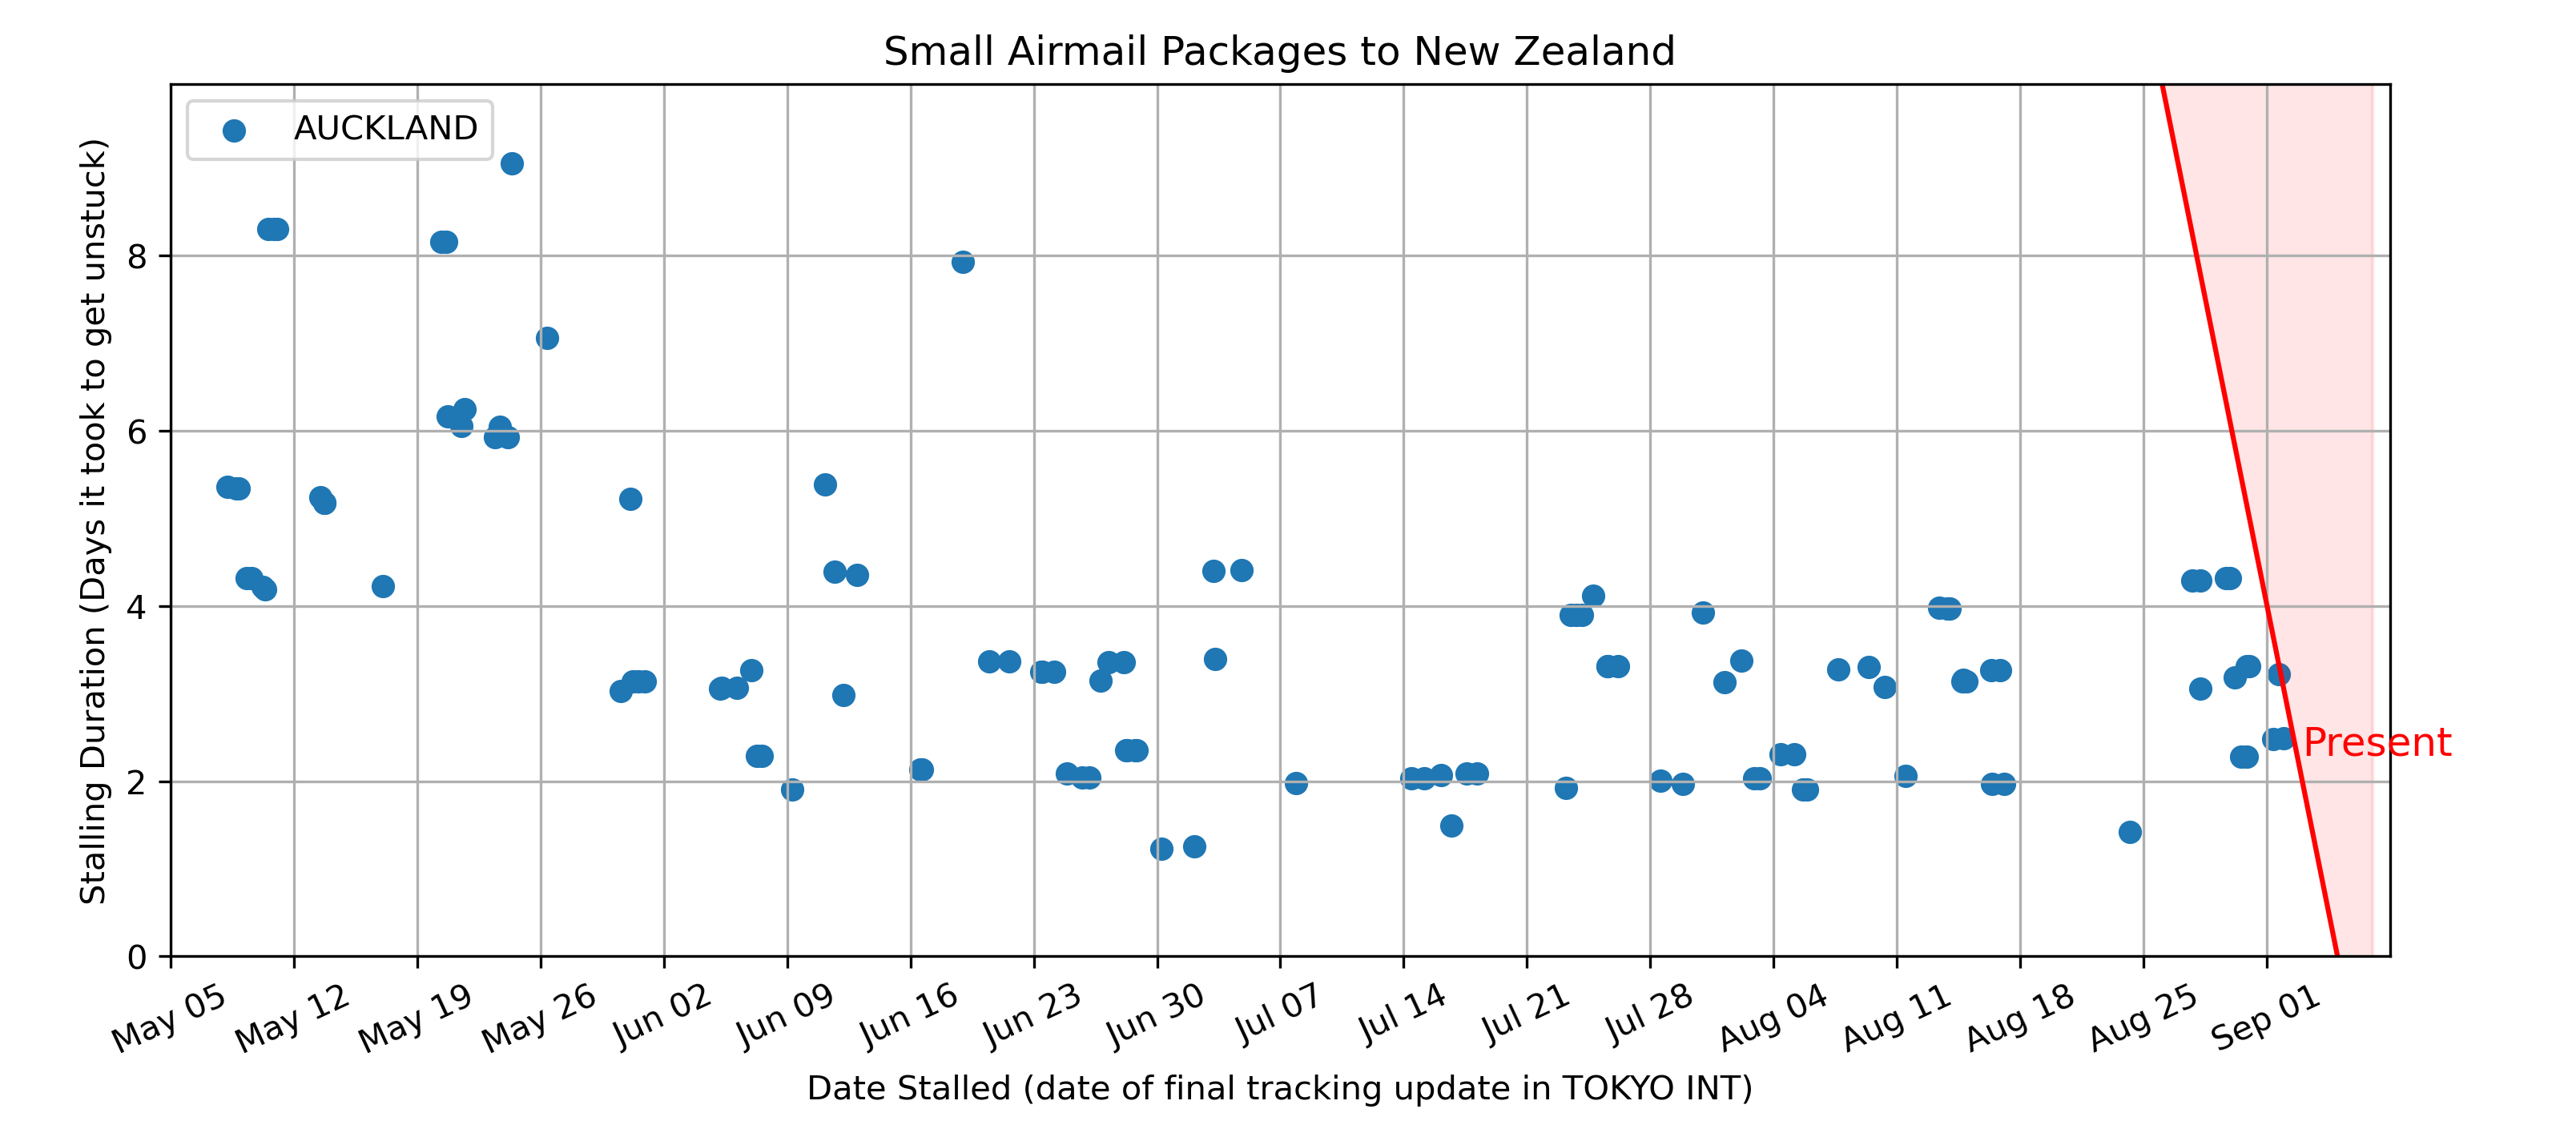 Small Airmail Packages to New Zealand
AUCKLAND
Stalling Duration (Days it took to get unstuck)
8
6
4
2
0
Present
May 05
May 12
May 19
May 26
Jun 02
Jun 09
Jun 16
Jun 23
Jun 30
Jul 07
Jul 14
Jul 21
Jul 28
Aug 04
Aug 11
Aug 18
Aug 25
Sep 01
Date Stalled (date of final tracking update in TOKYO INT)